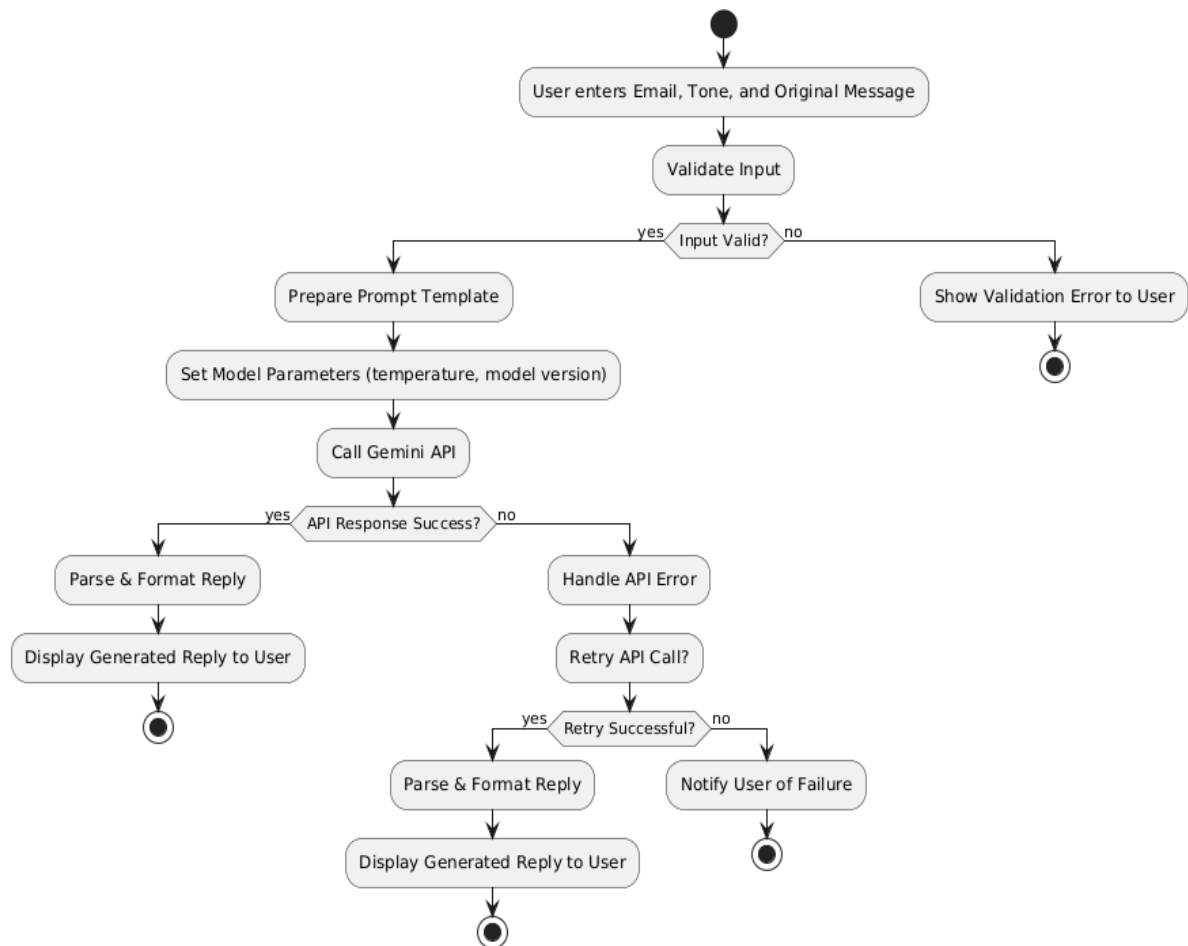 User enters Email, Tone, and Original Message
Validate Input
yes
Input Valid?
no
Prepare Prompt Template
Show Validation Error to User
Set Model Parameters (temperature, model version)
Call Gemini API
yes
API Response Success?
no
Parse & Format Reply
Handle API Error
Display Generated Reply to User
Retry API Call?
yes
Retry Successful?
no
Parse & Format Reply
Notify User of Failure
Display Generated Reply to User